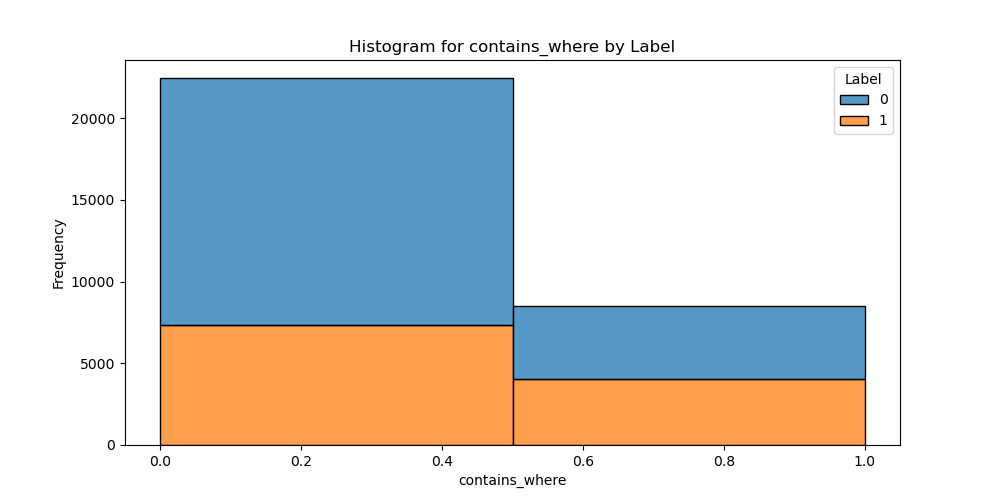 Histogram for contains_where by Label
Label
0
1
20000
15000
10000
5000
0
Frequency
0.0 0.2 0.4 0.6 0.8 1.0
contains_where